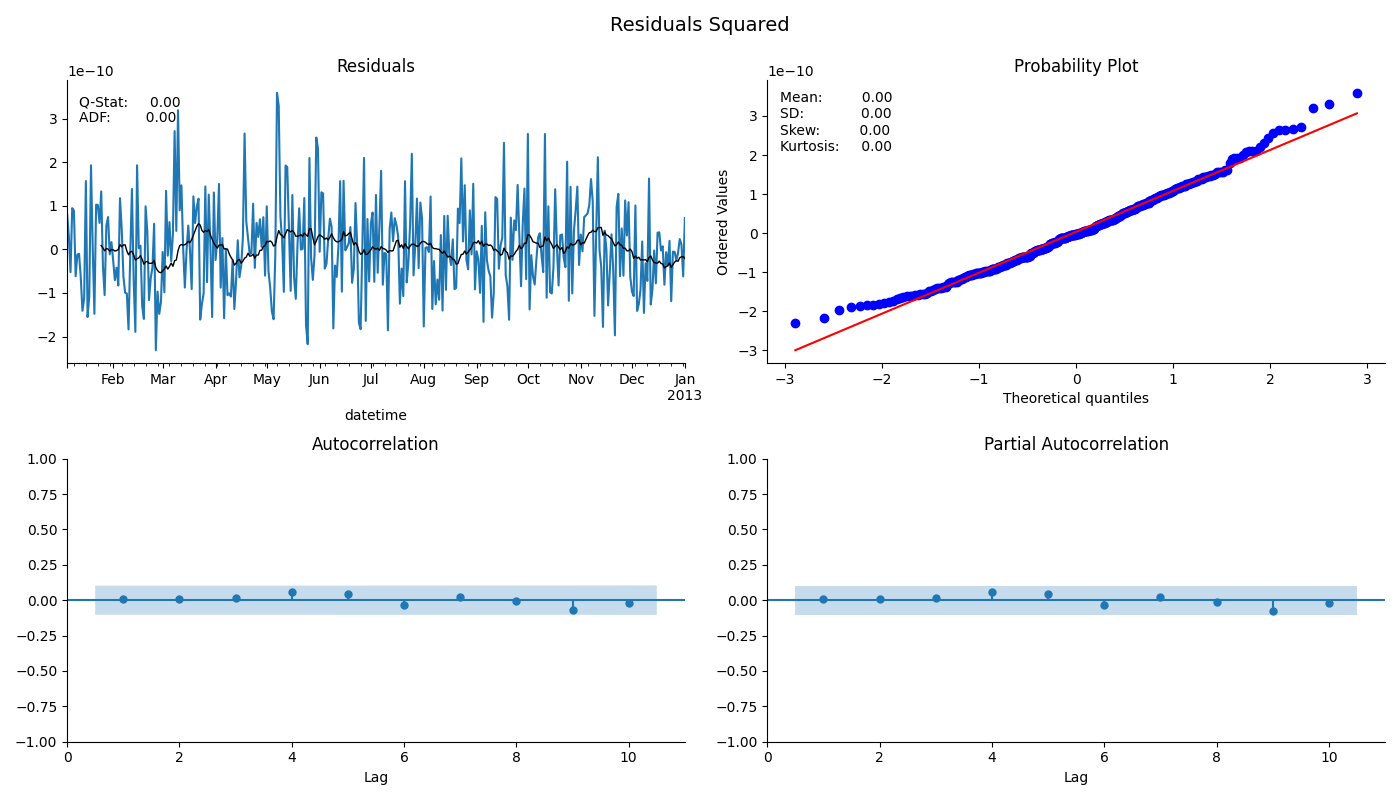 Residuals Squared
Residuals
1e−10
Q-Stat: 0.00
ADF: 0.00
3
2
1
0
−1
−2
Feb Mar Apr May Jun Jul Aug Sep Oct Nov Dec Jan
2013
datetime
Probability Plot
1e−10
Mean: 0.00
SD: 0.00
Skew: 0.00
Kurtosis: 0.00
Ordered Values
3
2
1
0
−1
−2
−3
−3 −2 −1 0 1 2 3
Theoretical quantiles
Autocorrelation
1.00
0.75
0.50
0.25
0.00
−0.25
−0.50
−0.75
−1.00
0 2 4 6 8 10
Lag
Partial Autocorrelation
1.00
0.75
0.50
0.25
0.00
−0.25
−0.50
−0.75
−1.00
0 2 4 6 8 10
Lag